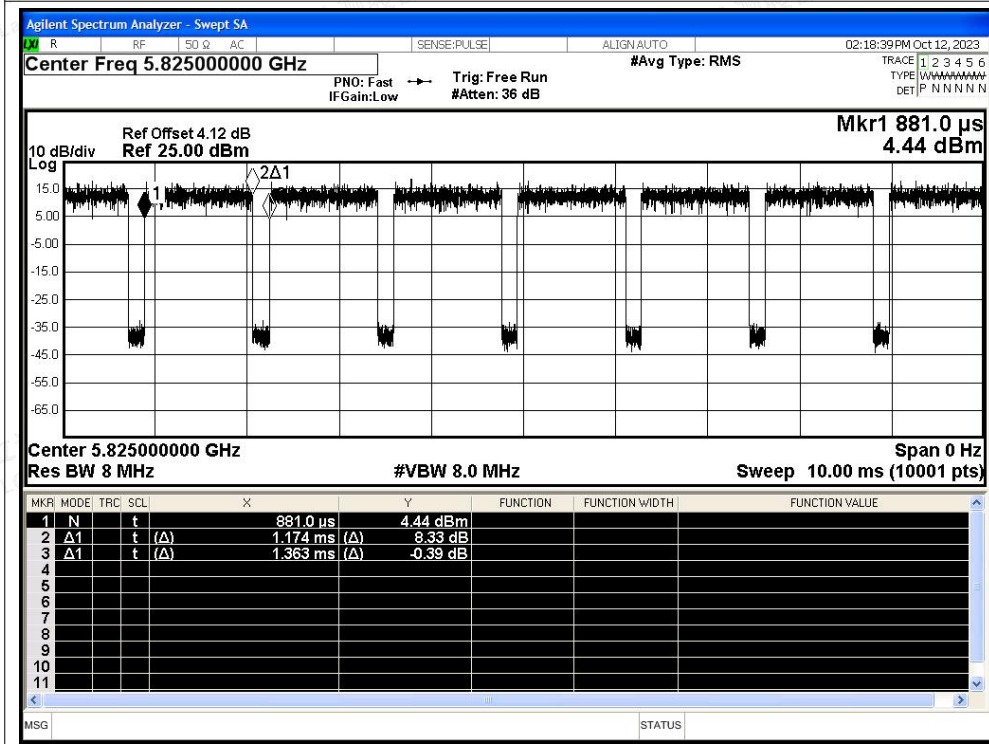 Agilent Spectrum Analyzer - Swept SA
LXI R RF 50 Ω AC SENSE:PULSE ALIGN AUTO 02:18:39 PM Oct 12, 2023
Center Freq 5.825000000 GHz #Avg Type: RMS TRACE 1 2 3 4 5 6
PNO: Fast Trig: Free Run TYPE WWWWWW
IFGain:Low #Atten: 36 dB DET P N N N N N
Mkr1 881.0 µs
Ref Offset 4.12 dB
10 dB/div Ref 25.00 dBm 4.44 dBm
Log
2Δ1
15.0
1
5.00
-5.00
-15.0
-25.0
-35.0
-45.0
-55.0
-65.0
Center 5.825000000 GHz Span 0 Hz
Res BW 8 MHz #VBW 8.0 MHz Sweep 10.00 ms (10001 pts)
MKR MODE TRC SCL X Y FUNCTION FUNCTION WIDTH FUNCTION VALUE
1 N t 881.0 µs 4.44 dBm
2 Δ1 t (Δ) 1.174 ms (Δ) 8.33 dB
3 Δ1 t (Δ) 1.363 ms (Δ) -0.39 dB
4
5
6
7
8
9
10
11
MSG STATUS